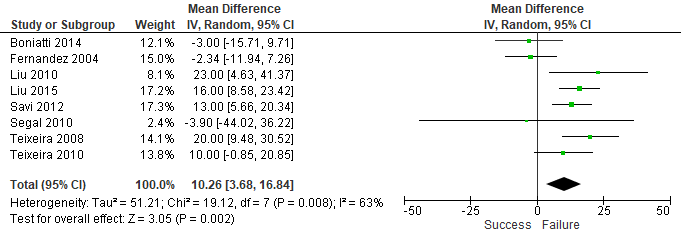 Mean Difference Mean Difference
Study or Subgroup Weight IV, Random, 95% CI IV, Random, 95% CI
Boniatti 2014 12.1% -3.00 [-15.71, 9.71]
Fernandez 2004 15.0% -2.34 [-11.94, 7.26]
Liu 2010 8.1% 23.00 [4.63, 41.37]
Liu 2015 17.2% 16.00 [8.58, 23.42]
Savi 2012 17.3% 13.00 [5.66, 20.34]
Segal 2010 2.4% -3.90 [-44.02, 36.22]
Teixeira 2008 14.1% 20.00 [9.48, 30.52]
Teixeira 2010 13.8% 10.00 [-0.85, 20.85]
Total (95% CI) 100.0% 10.26 [3.68, 16.84]
Heterogeneity: Tau² = 51.21; Chi² = 19.12, df = 7 (P = 0.008); I² = 63%
Test for overall effect: Z = 3.05 (P = 0.002)
-50 -25 0 25 50
Success Failure